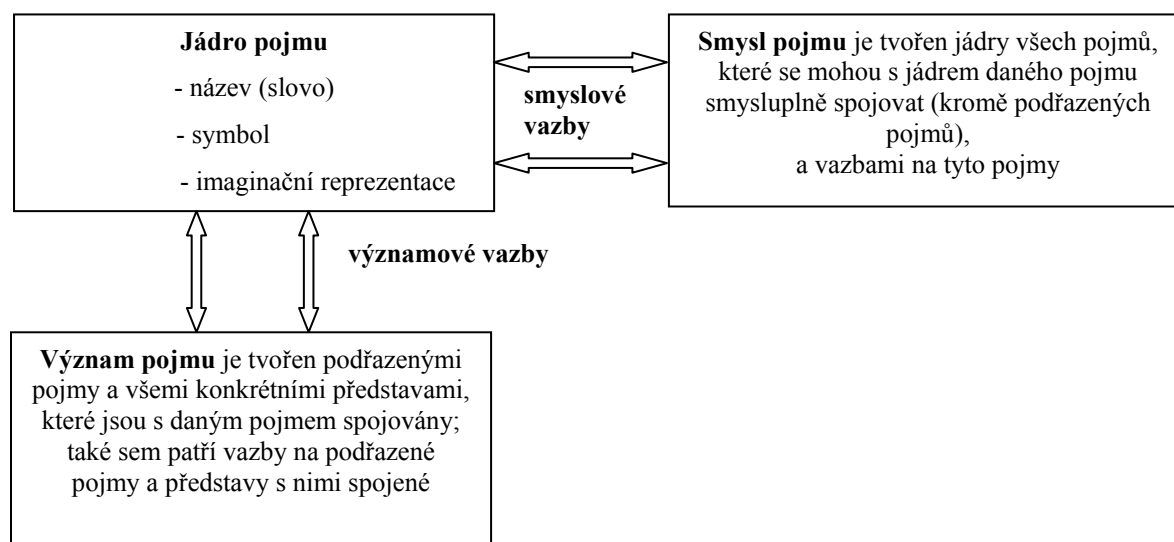 Jádro pojmu
- název (slovo)
- symbol
- imaginační reprezentace
smyslové
vazby
Smysl pojmu je tvořen jádry všech pojmů,
které se mohou s jádrem daného pojmu
smysluplně spojovat (kromě podřazených
pojmů),
a vazbami na tyto pojmy
významové vazby
Význam pojmu je tvořen podřazenými
pojmy a všemi konkrétními představami,
které jsou s daným pojmem spojovány;
také sem patří vazby na podřazené
pojmy a představy s nimi spojené